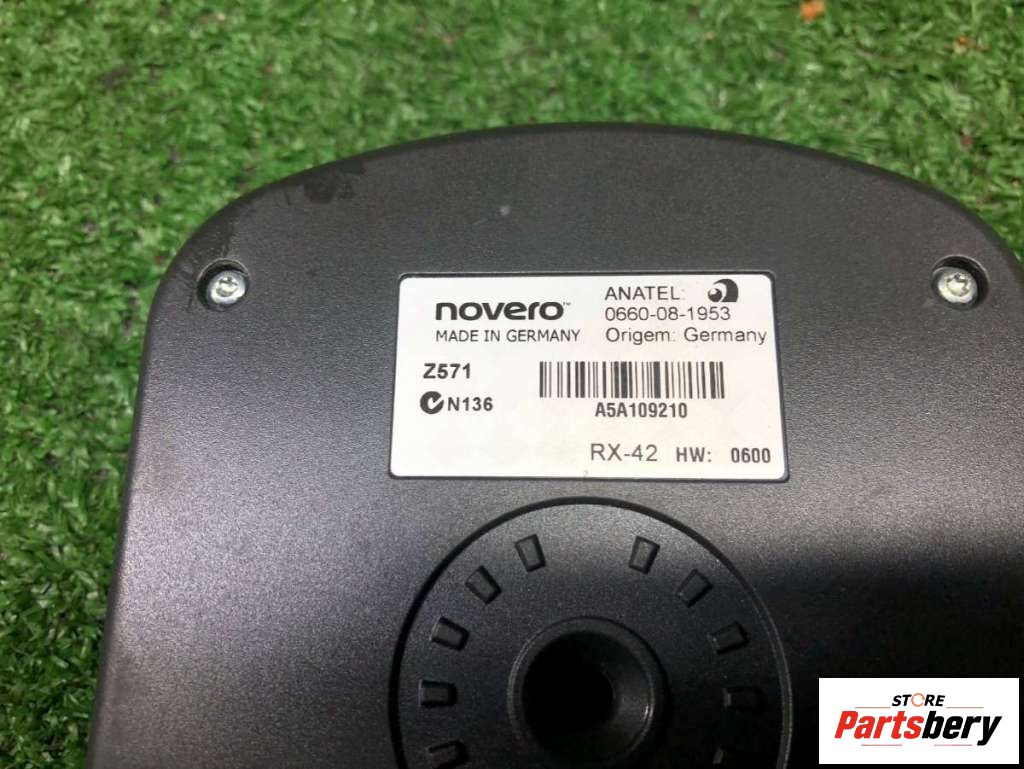 novero™
MADE IN GERMANY
ANATEL:
0660-08-1953
Origem: Germany
Z571
N136
A5A109210
RX-42 HW: 0600
STORE
Partsbery